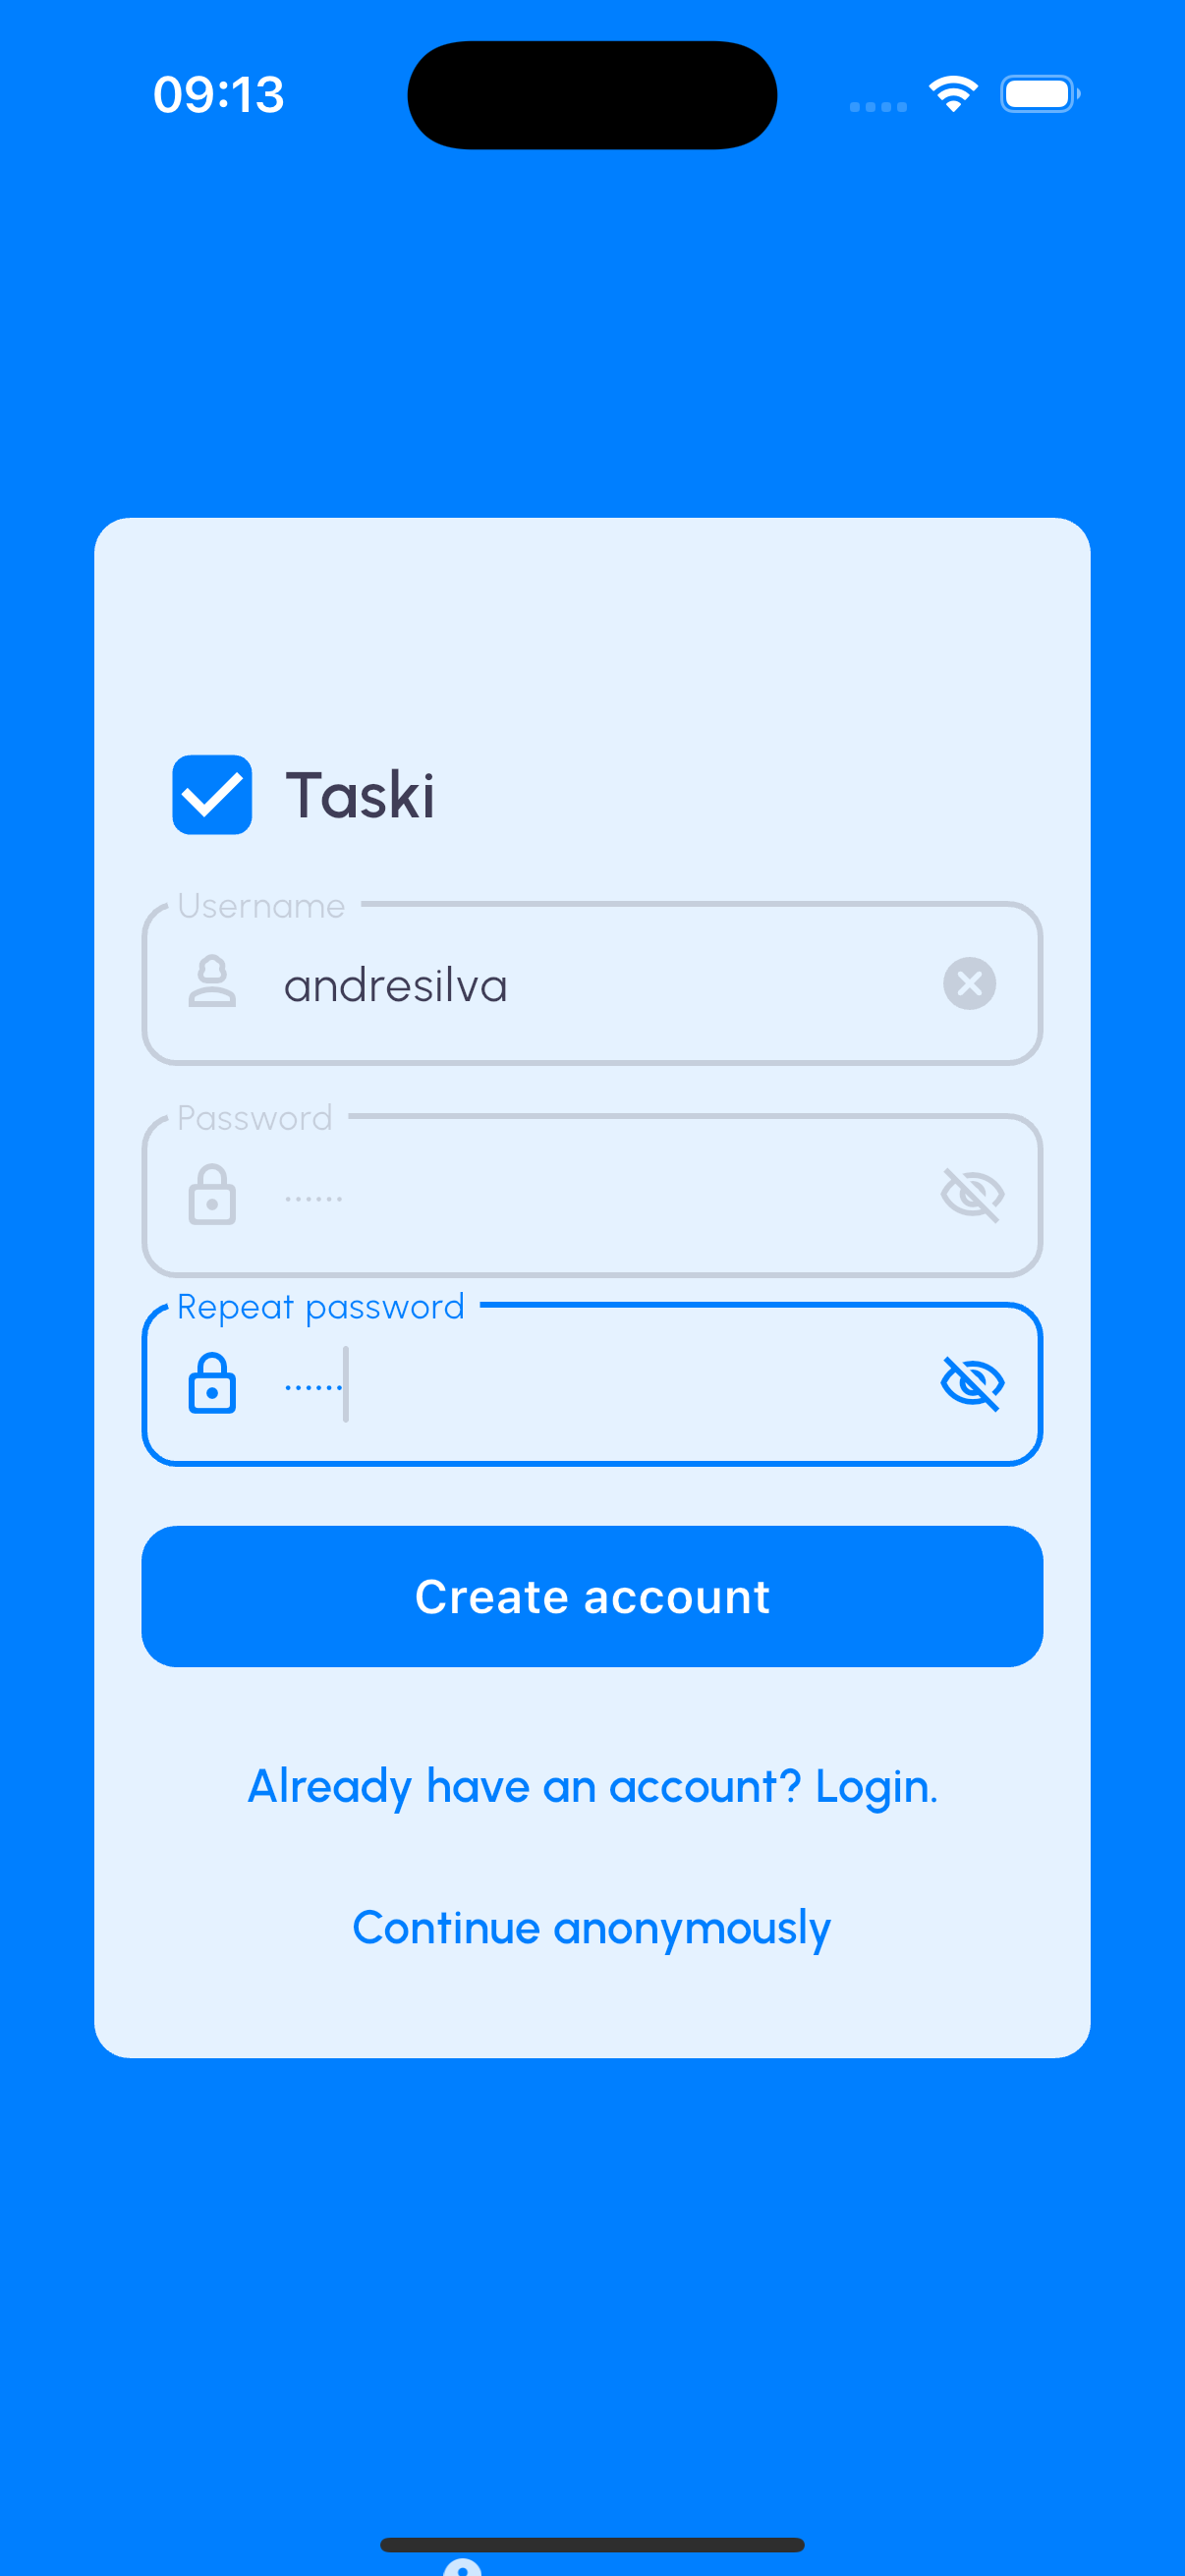 09:13
Taski
Username
andresilva
Password
••••••
Repeat password
••••••
Create account
Already have an account? Login.
Continue anonymously